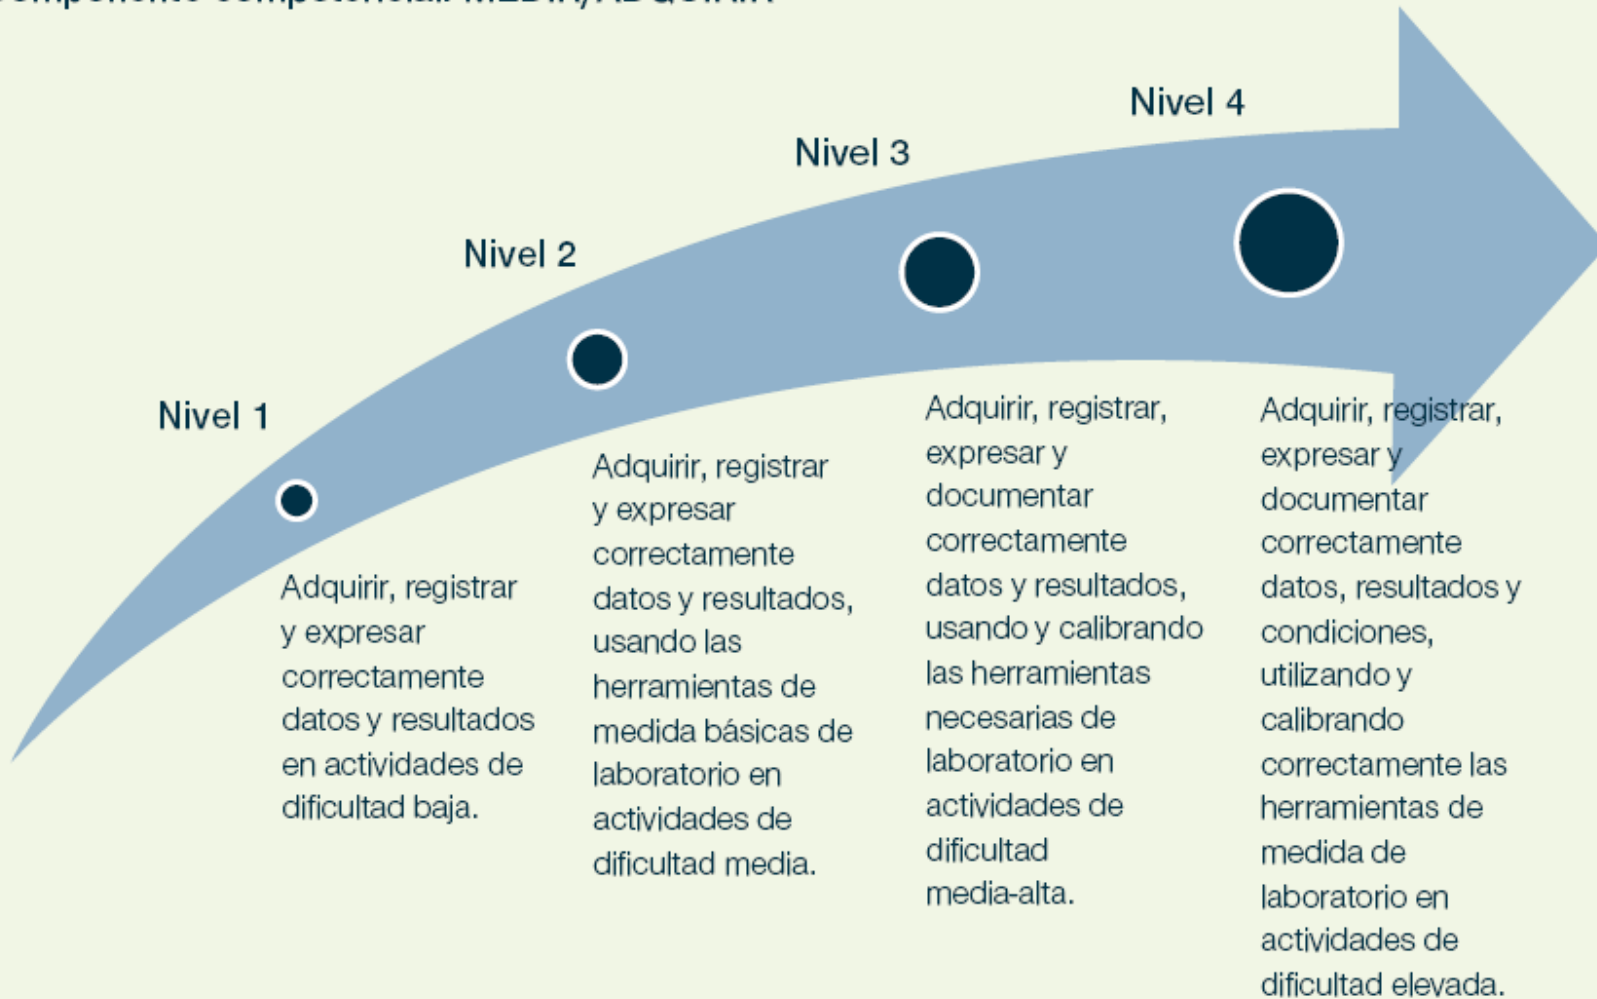 Nivel 1
Adquirir, registrar
y expresar
correctamente
datos y resultados
en actividades de
dificultad baja.
Nivel 2
Adquirir, registrar
y expresar
correctamente
datos y resultados,
usando las
herramientas de
medida básicas de
laboratorio en
actividades de
dificultad media.
Nivel 3
Adquirir, registrar,
expresar y
documentar
correctamente
datos y resultados,
usando y calibrando
las herramientas
necesarias de
laboratorio en
actividades de
dificultad
media-alta.
Nivel 4
Adquirir, registrar,
expresar y
documentar
correctamente
datos, resultados y
condiciones,
utilizando y
calibrando
correctamente las
herramientas de
medida de
laboratorio en
actividades de
dificultad elevada.